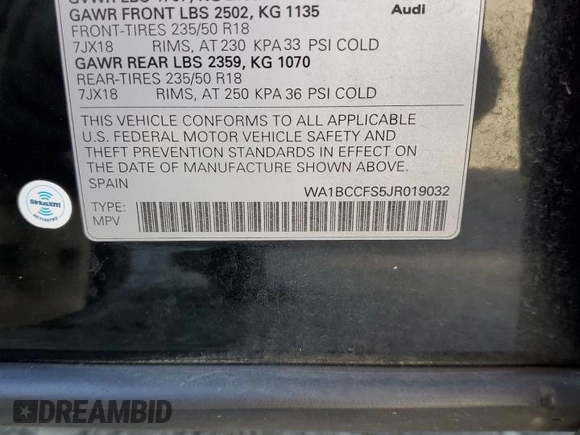 GAWR FRONT LBS 2502, KG 1135
Audi
FRONT-TIRES 235/50 R18
7JX18 RIMS, AT 230 KPA 33 PSI COLD
GAWR REAR LBS 2359, KG 1070
REAR-TIRES 235/50 R18
7JX18 RIMS, AT 250 KPA 36 PSI COLD
THIS VEHICLE CONFORMS TO ALL APPLICABLE
U.S. FEDERAL MOTOR VEHICLE SAFETY AND
THEFT PREVENTION STANDARDS IN EFFECT ON
THE DATE OF MANUFACTURE SHOWN ABOVE.
SPAIN
WA1BCCFS5JR019032
TYPE:
MPV
SiriusXM
DREAMBID